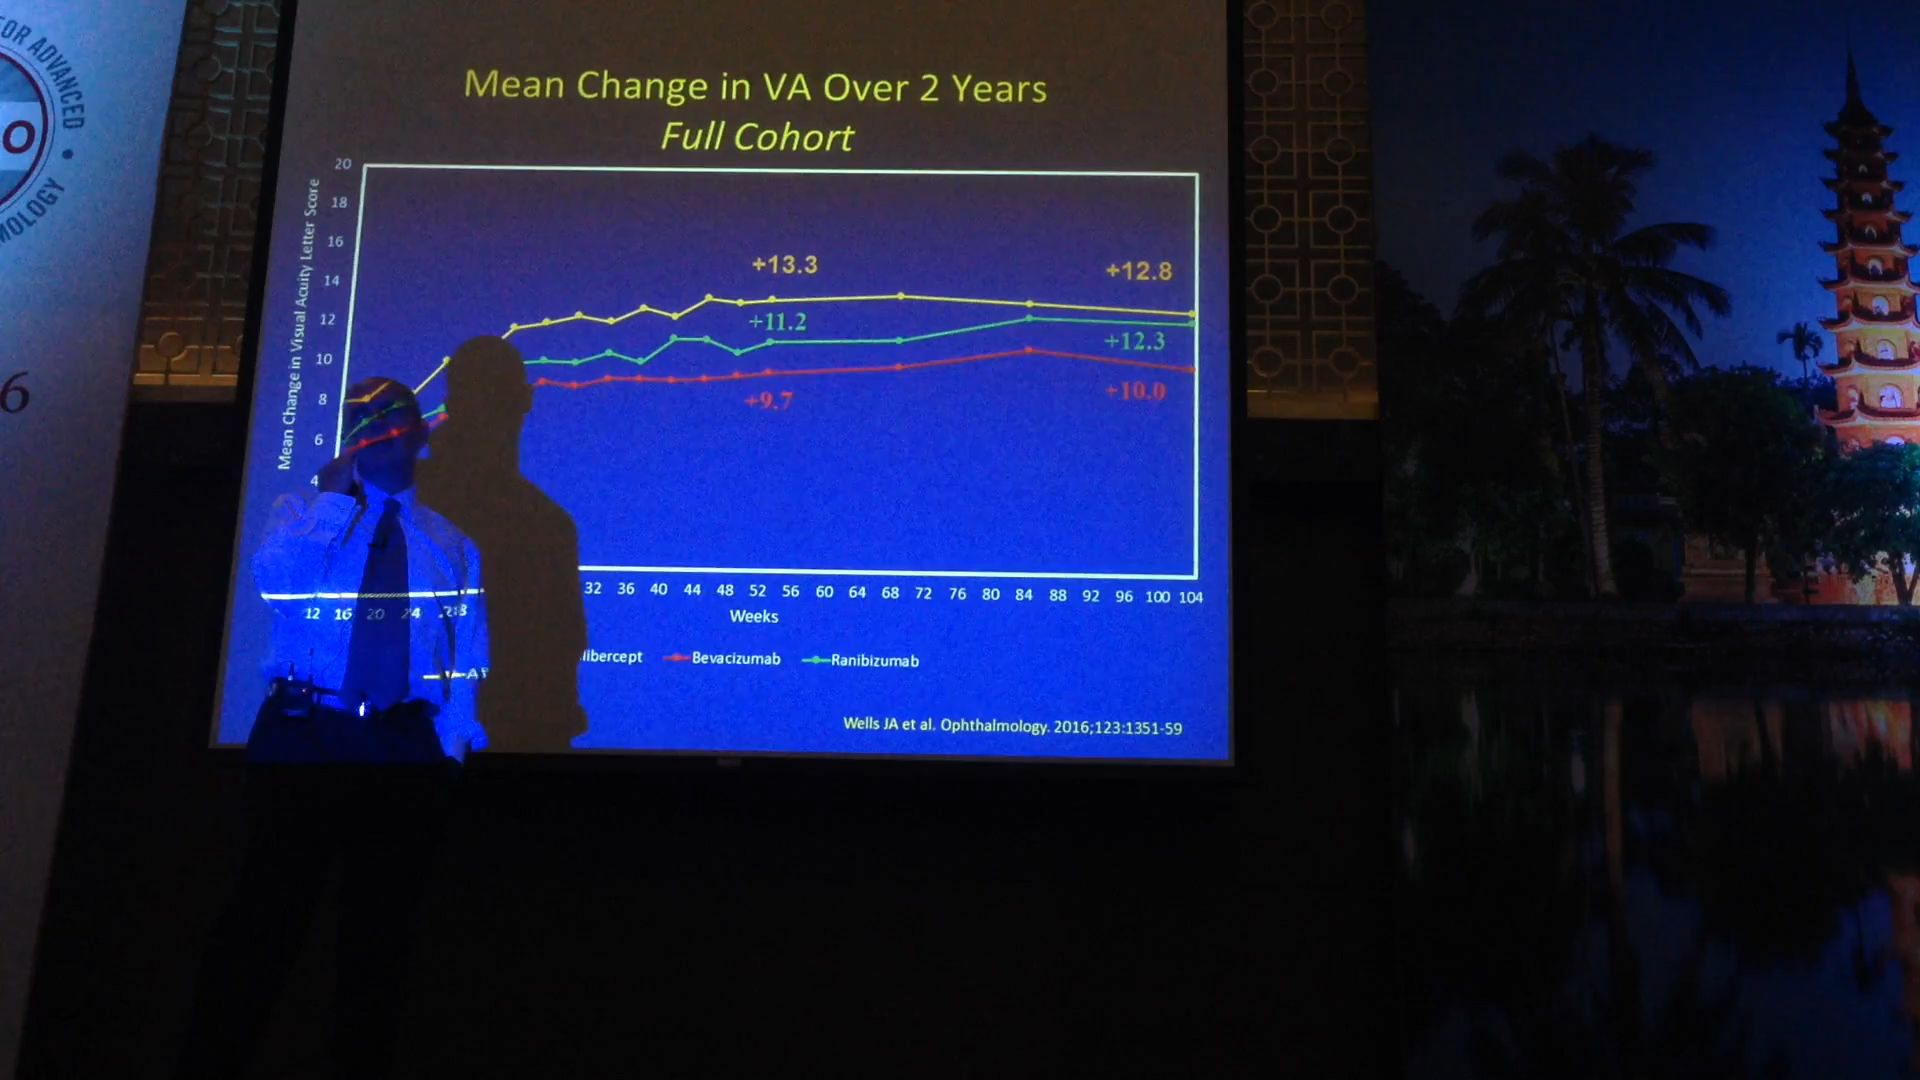 FOR ADVANCED
O
MOLOGY
6
Mean Change in VA Over 2 Years
Full Cohort
Mean Change in Visual Acuity Letter Score
20
18
16
14
12
10
8
6
4
+13.3
+12.8
+11.2
+12.3
+9.7
+10.0
12 16 20 24 28 32 36 40 44 48 52 56 60 64 68 72 76 80 84 88 92 96 100 104
Weeks
libercept Bevacizumab Ranibizumab
Wells JA et al. Ophthalmology. 2016;123:1351-59